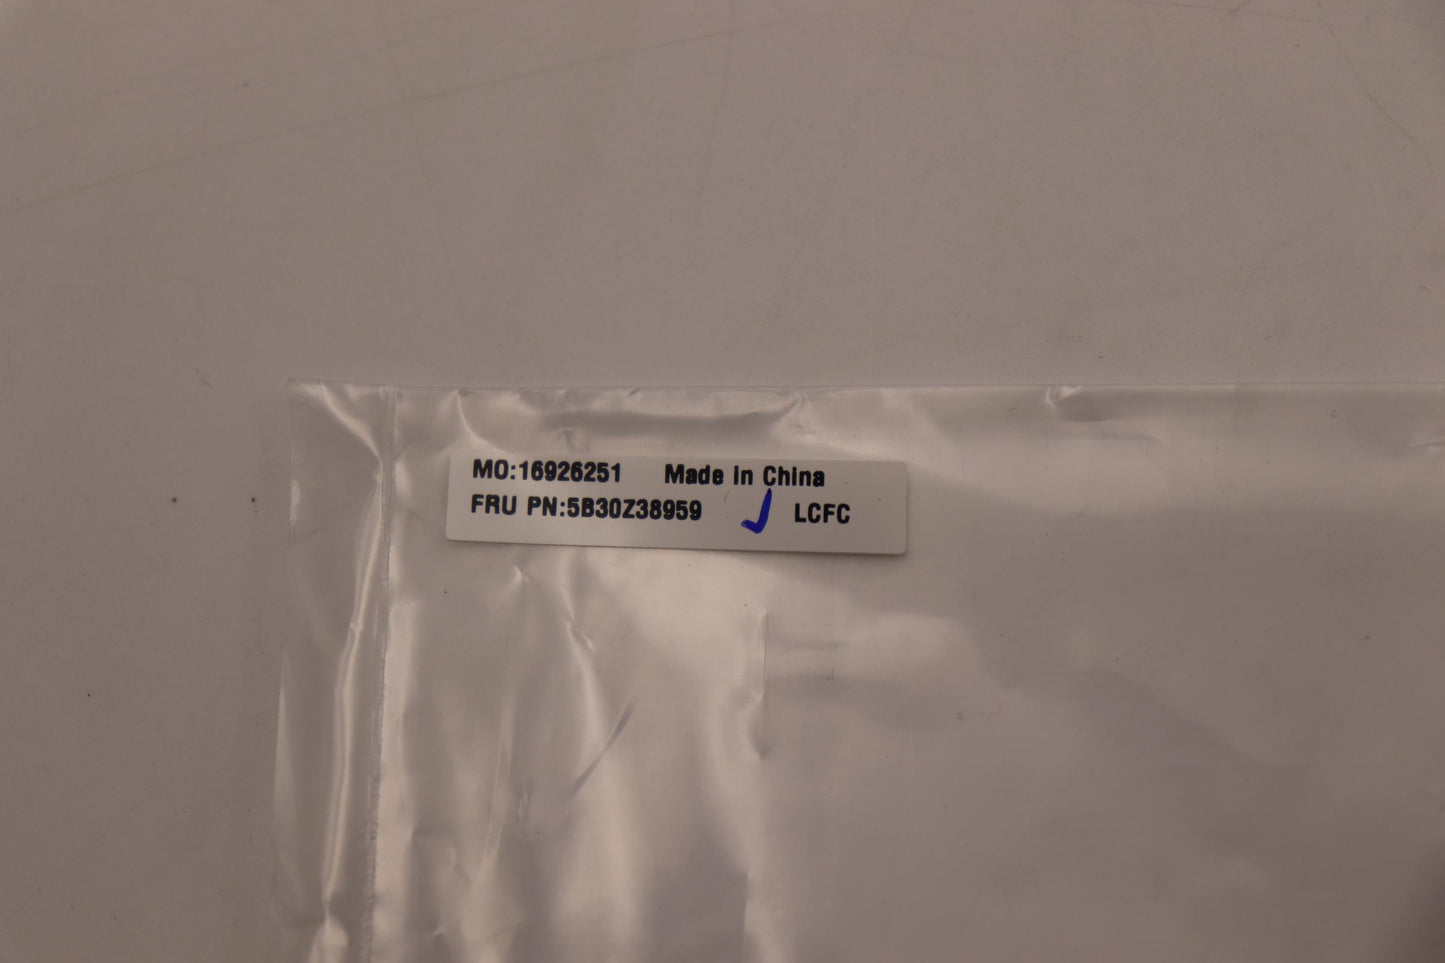 MO:16926251 Made in China
FRU PN:5B30Z38959 LCFC